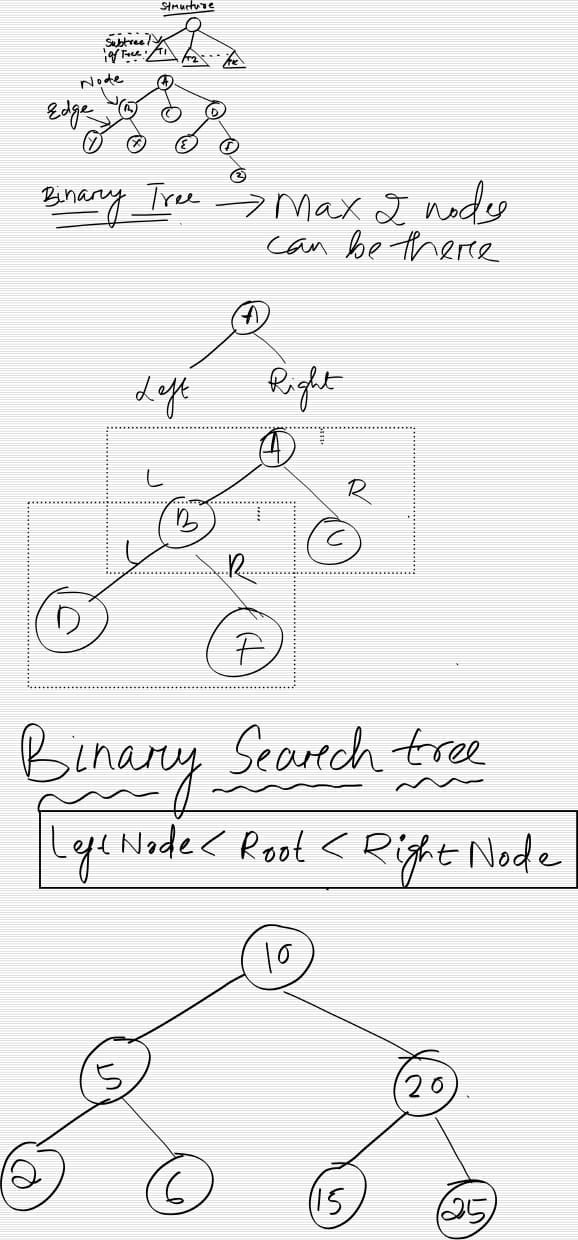 Structure
Subtree
of Tree
T1
T2
TK
Node
A
Edge
B
C
D
Y
X
E
F
Z
Binary Tree → Max 2 node
can be there
A
Left
Right
A
L
R
B
C
L
R
D
F
Binary Search tree
Left Node < Root < Right Node
10
5
20
2
6
15
25